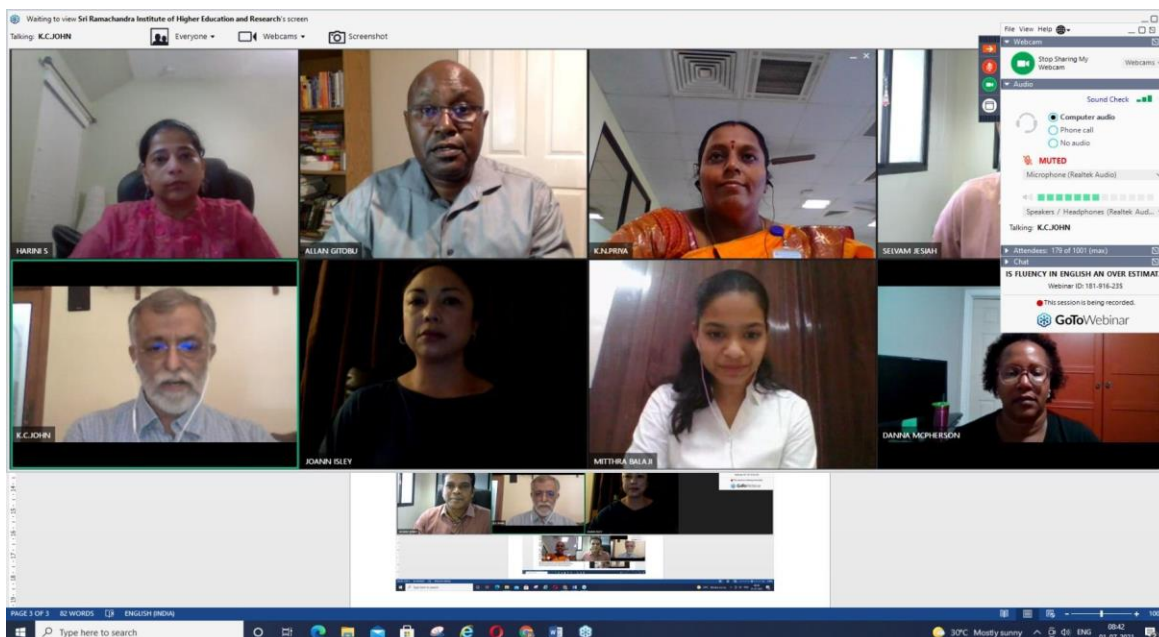 Waiting to view Sri Ramachandra Institute of Higher Education and Research's screen
Talking: K.C.JOHN
Everyone
Webcams
Screenshot
File View Help
Webcam
Stop Sharing My
Webcam
Webcams
Audio
Sound Check
Computer audio
Phone call
No audio
MUTED
Microphone (Realtek Audio)
Speakers / Headphones (Realtek Aud...
Talking: K.C.JOHN
Attendees: 179 of 1001 (max)
Chat
IS FLUENCY IN ENGLISH AN OVER ESTIMAT
Webinar ID: 181-916-235
This session is being recorded.
GoToWebinar
HARINI S
ALLAN GITOBU
K.N.PRIYA
SELVAM JESIAH
K.C.JOHN
JOANN ISLEY
MITTHRA BALAJI
DANNA MCPHERSON
PAGE 3 OF 3 82 WORDS ENGLISH (INDIA)
100
Type here to search
30°C Mostly sunny ENG 08:42